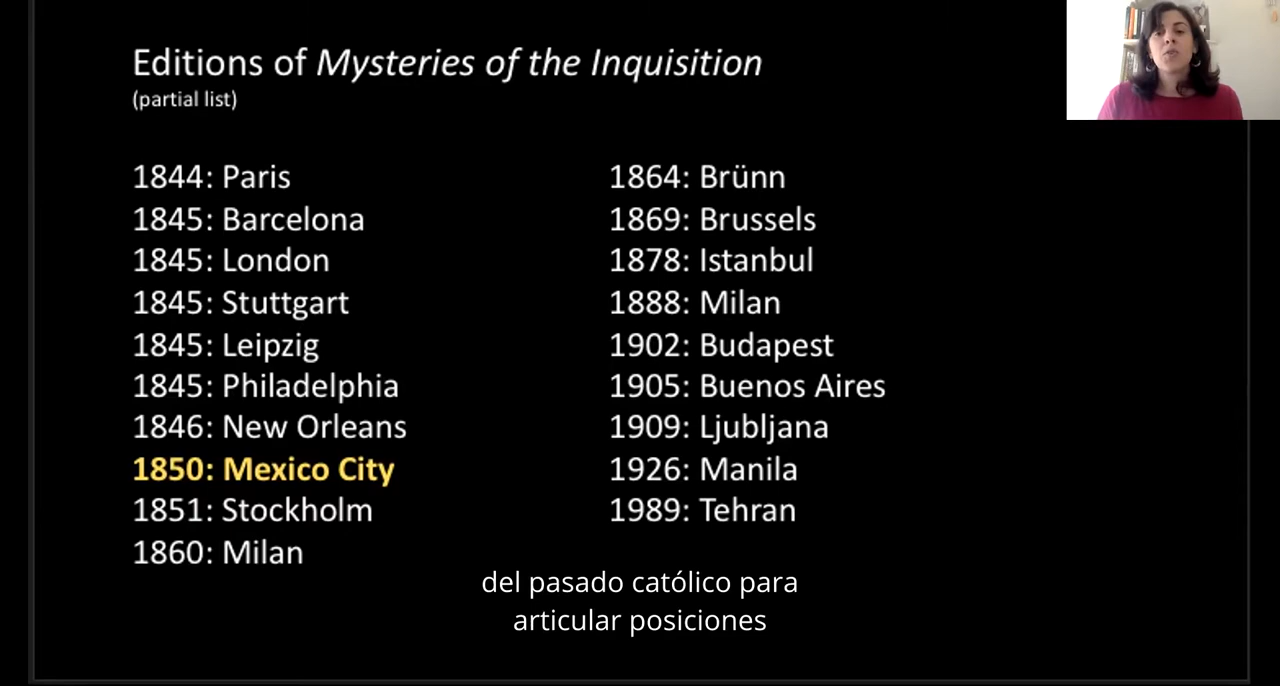 Editions of Mysteries of the Inquisition
(partial list)
1844: Paris
1845: Barcelona
1845: London
1845: Stuttgart
1845: Leipzig
1845: Philadelphia
1846: New Orleans
1850: Mexico City
1851: Stockholm
1860: Milan
1864: Brünn
1869: Brussels
1878: Istanbul
1888: Milan
1902: Budapest
1905: Buenos Aires
1909: Ljubljana
1926: Manila
1989: Tehran
del pasado católico para
articular posiciones